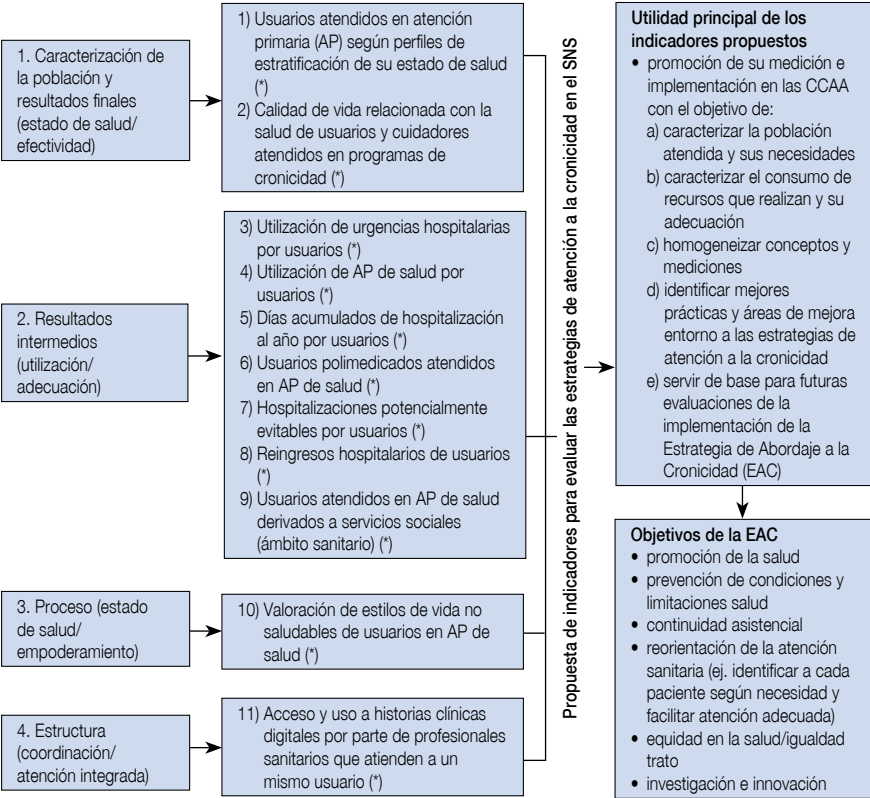 1. Caracterización de
la población y
resultados finales
(estado de salud/
efectividad)
1) Usuarios atendidos en atención
primaria (AP) según perfiles de
estratificación de su estado de salud
(*)
2) Calidad de vida relacionada con la
salud de usuarios y cuidadores
atendidos en programas de
cronicidad (*)
2. Resultados
intermedios
(utilización/
adecuación)
3) Utilización de urgencias hospitalarias
por usuarios (*)
4) Utilización de AP de salud por
usuarios (*)
5) Días acumulados de hospitalización
al año por usuarios (*)
6) Usuarios polimedicados atendidos
en AP de salud (*)
7) Hospitalizaciones potencialmente
evitables por usuarios (*)
8) Reingresos hospitalarios de usuarios
(*)
9) Usuarios atendidos en AP de salud
derivados a servicios sociales
(ámbito sanitario) (*)
3. Proceso (estado
de salud/
empoderamiento)
10) Valoración de estilos de vida no
saludables de usuarios en AP de
salud (*)
4. Estructura
(coordinación/
atención integrada)
11) Acceso y uso a historias clínicas
digitales por parte de profesionales
sanitarios que atienden a un
mismo usuario (*)
Propuesta de indicadores para evaluar las estrategias de atención a la cronicidad en el SNS
Utilidad principal de los
indicadores propuestos
• promoción de su medición e
implementación en las CCAA
con el objetivo de:
a) caracterizar la población
atendida y sus necesidades
b) caracterizar el consumo de
recursos que realizan y su
adecuación
c) homogeneizar conceptos y
mediciones
d) identificar mejores
prácticas y áreas de mejora
entorno a las estrategias de
atención a la cronicidad
e) servir de base para futuras
evaluaciones de la
implementación de la
Estrategia de Abordaje a la
Cronicidad (EAC)
Objetivos de la EAC
• promoción de la salud
• prevención de condiciones y
limitaciones salud
• continuidad asistencial
• reorientación de la atención
sanitaria (ej. identificar a cada
paciente según necesidad y
facilitar atención adecuada)
• equidad en la salud/igualdad
trato
• investigación e innovación